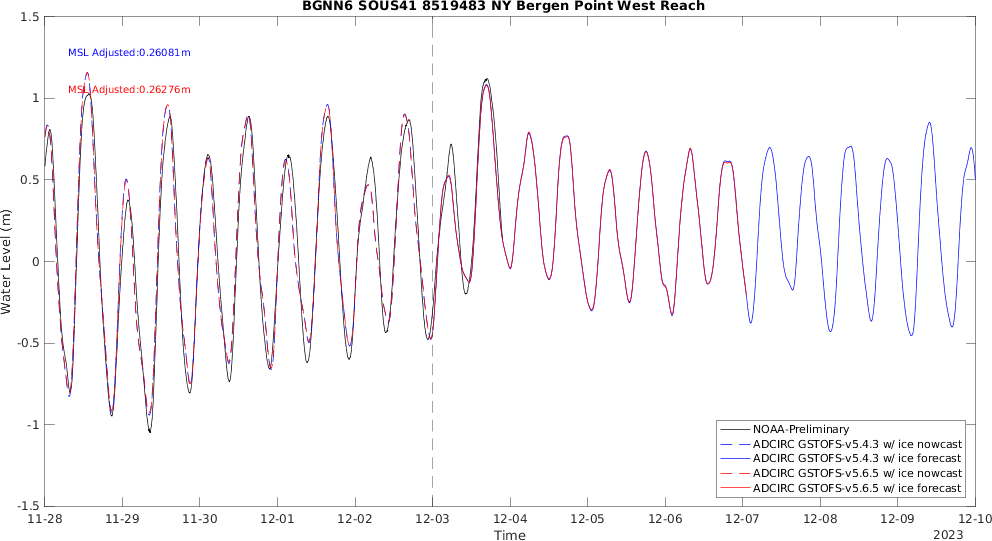 BGNN6 SOUS41 8519483 NY Bergen Point West Reach
1.5
MSL Adjusted:0.26081m
MSL Adjusted:0.26276m
1
0.5
0
-0.5
-1
-1.5
Water Level (m)
NOAA-Preliminary
ADCIRC GSTOFS-v5.4.3 w/ ice nowcast
ADCIRC GSTOFS-v5.4.3 w/ ice forecast
ADCIRC GSTOFS-v5.6.5 w/ ice nowcast
ADCIRC GSTOFS-v5.6.5 w/ ice forecast
11-28 11-29 11-30 12-01 12-02 12-03 12-04 12-05 12-06 12-07 12-08 12-09 12-10
Time
2023